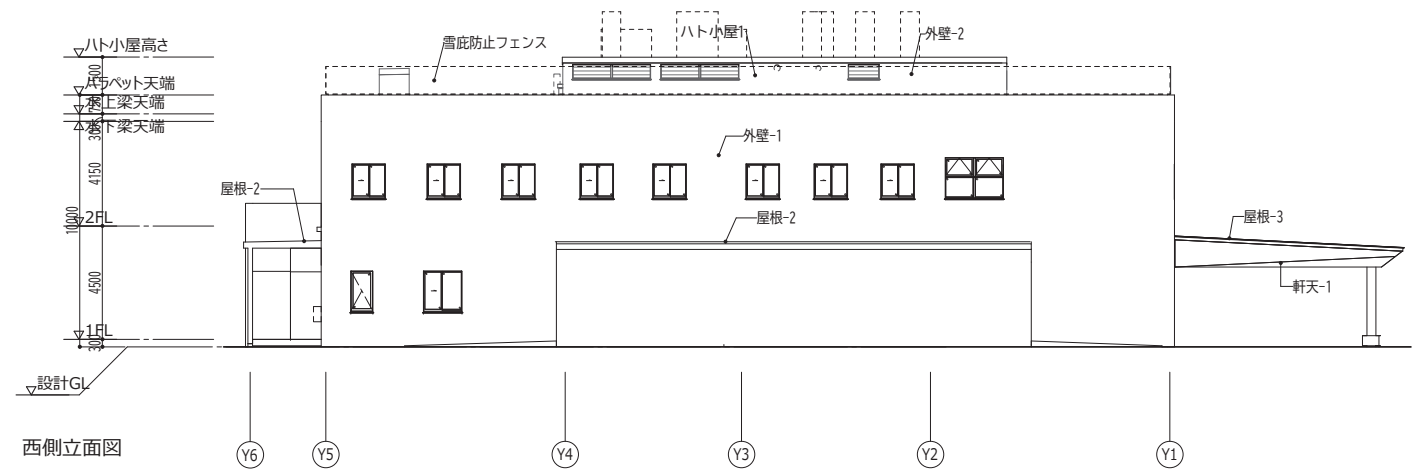 ハト小屋高さ
パラペット天端
水上梁天端
水下梁天端
4150
2FL
4500
1FL
300
設計GL
雪庇防止フェンス
ハト小屋1
外壁-2
外壁-1
屋根-2
屋根-2
屋根-3
軒天-1
西側立面図
Y6
Y5
Y4
Y3
Y2
Y1